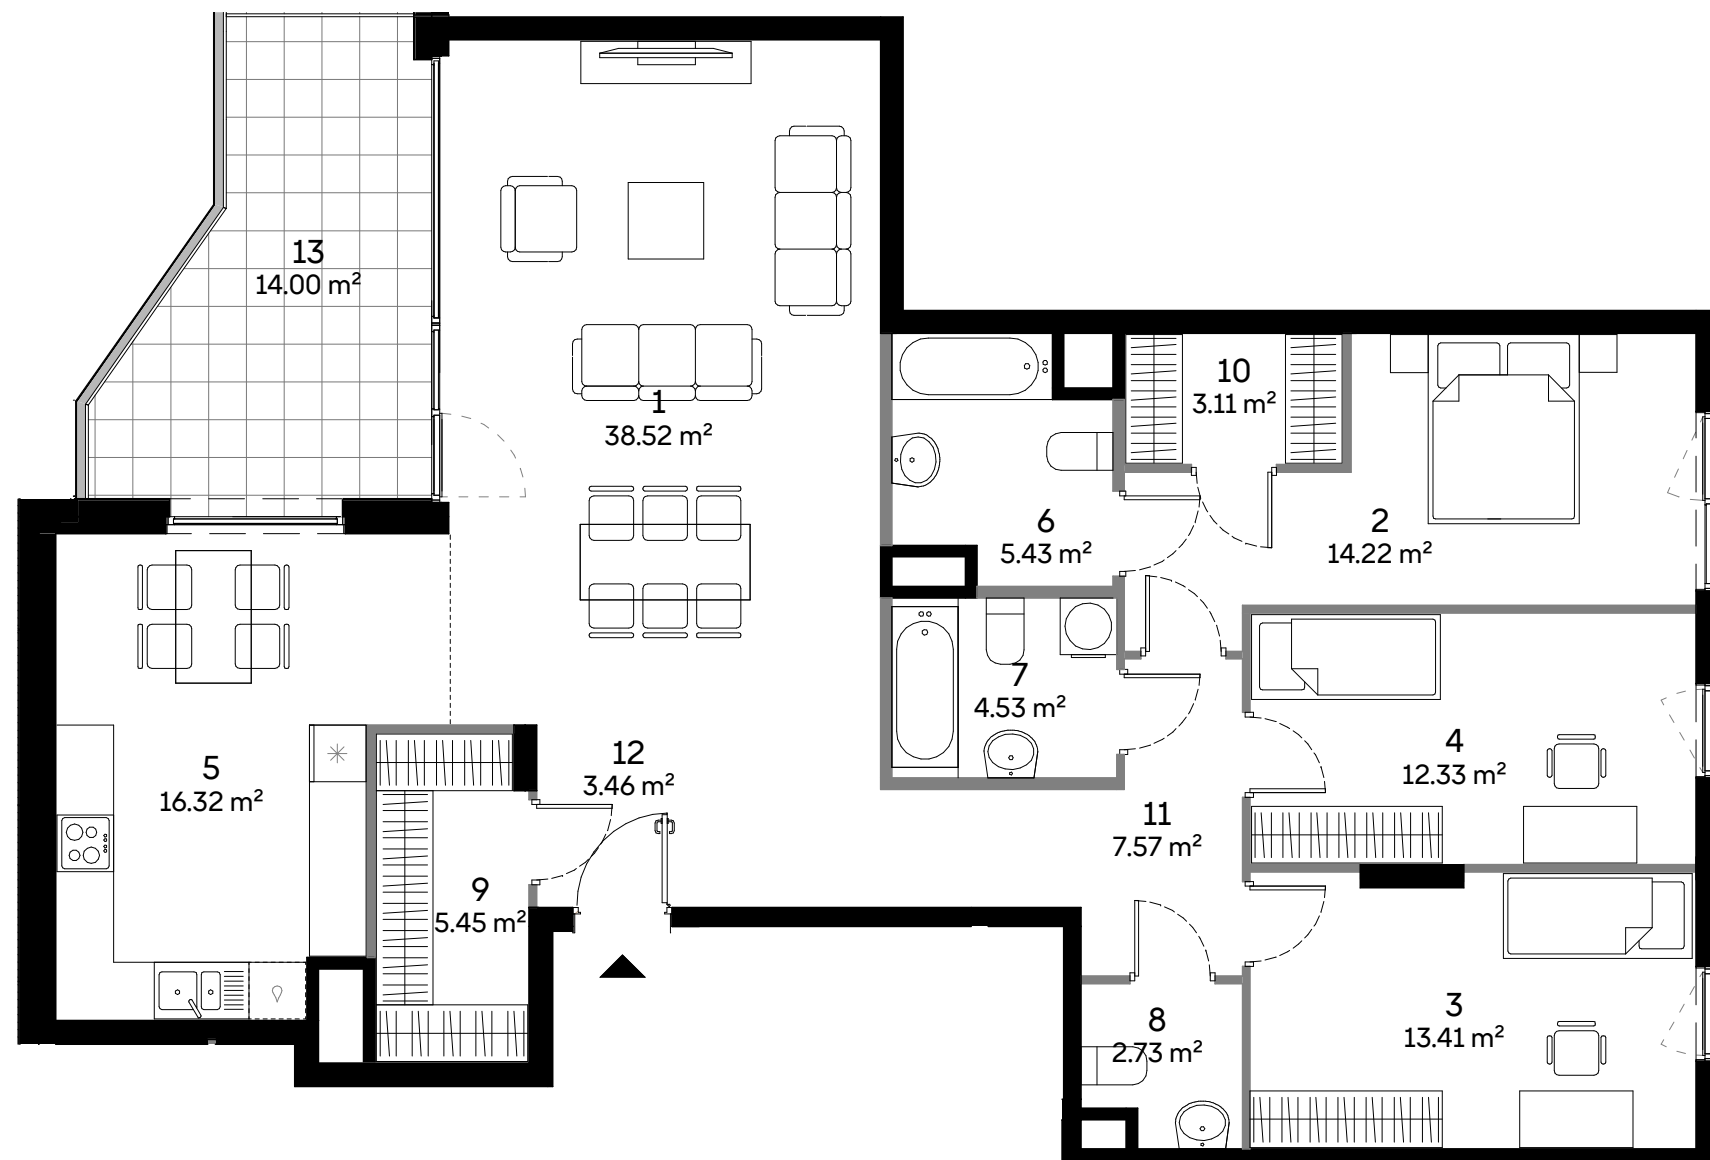 13
14.00 m²
1
38.52 m²
10
3.11 m²
6
5.43 m²
2
14.22 m²
7
4.53 m²
12
3.46 m²
5
16.32 m²
4
12.33 m²
11
7.57 m²
9
5.45 m²
8
2.73 m²
3
13.41 m²